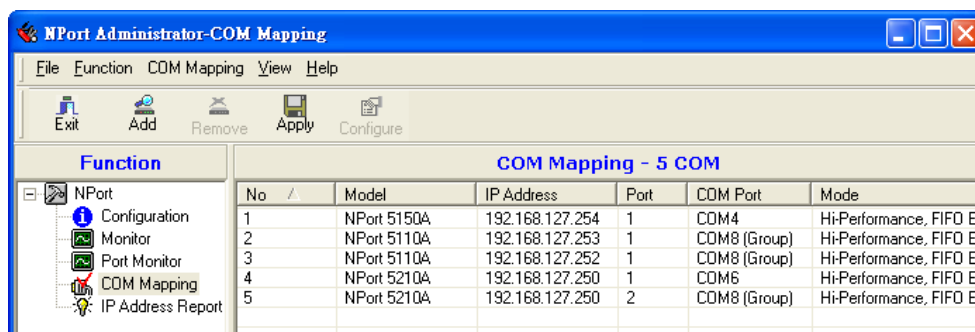 NPort Administrator-COM Mapping
File Function COM Mapping View Help
Exit Add Remove Apply Configure
Function
NPort
Configuration
Monitor
Port Monitor
COM Mapping
IP Address Report
COM Mapping - 5 COM
No Model IP Address Port COM Port Mode
1 NPort 5150A 192.168.127.254 1 COM4 Hi-Performance, FIFO E
2 NPort 5110A 192.168.127.253 1 COM8 (Group) Hi-Performance, FIFO E
3 NPort 5110A 192.168.127.252 1 COM8 (Group) Hi-Performance, FIFO E
4 NPort 5210A 192.168.127.250 1 COM6 Hi-Performance, FIFO E
5 NPort 5210A 192.168.127.250 2 COM8 (Group) Hi-Performance, FIFO E